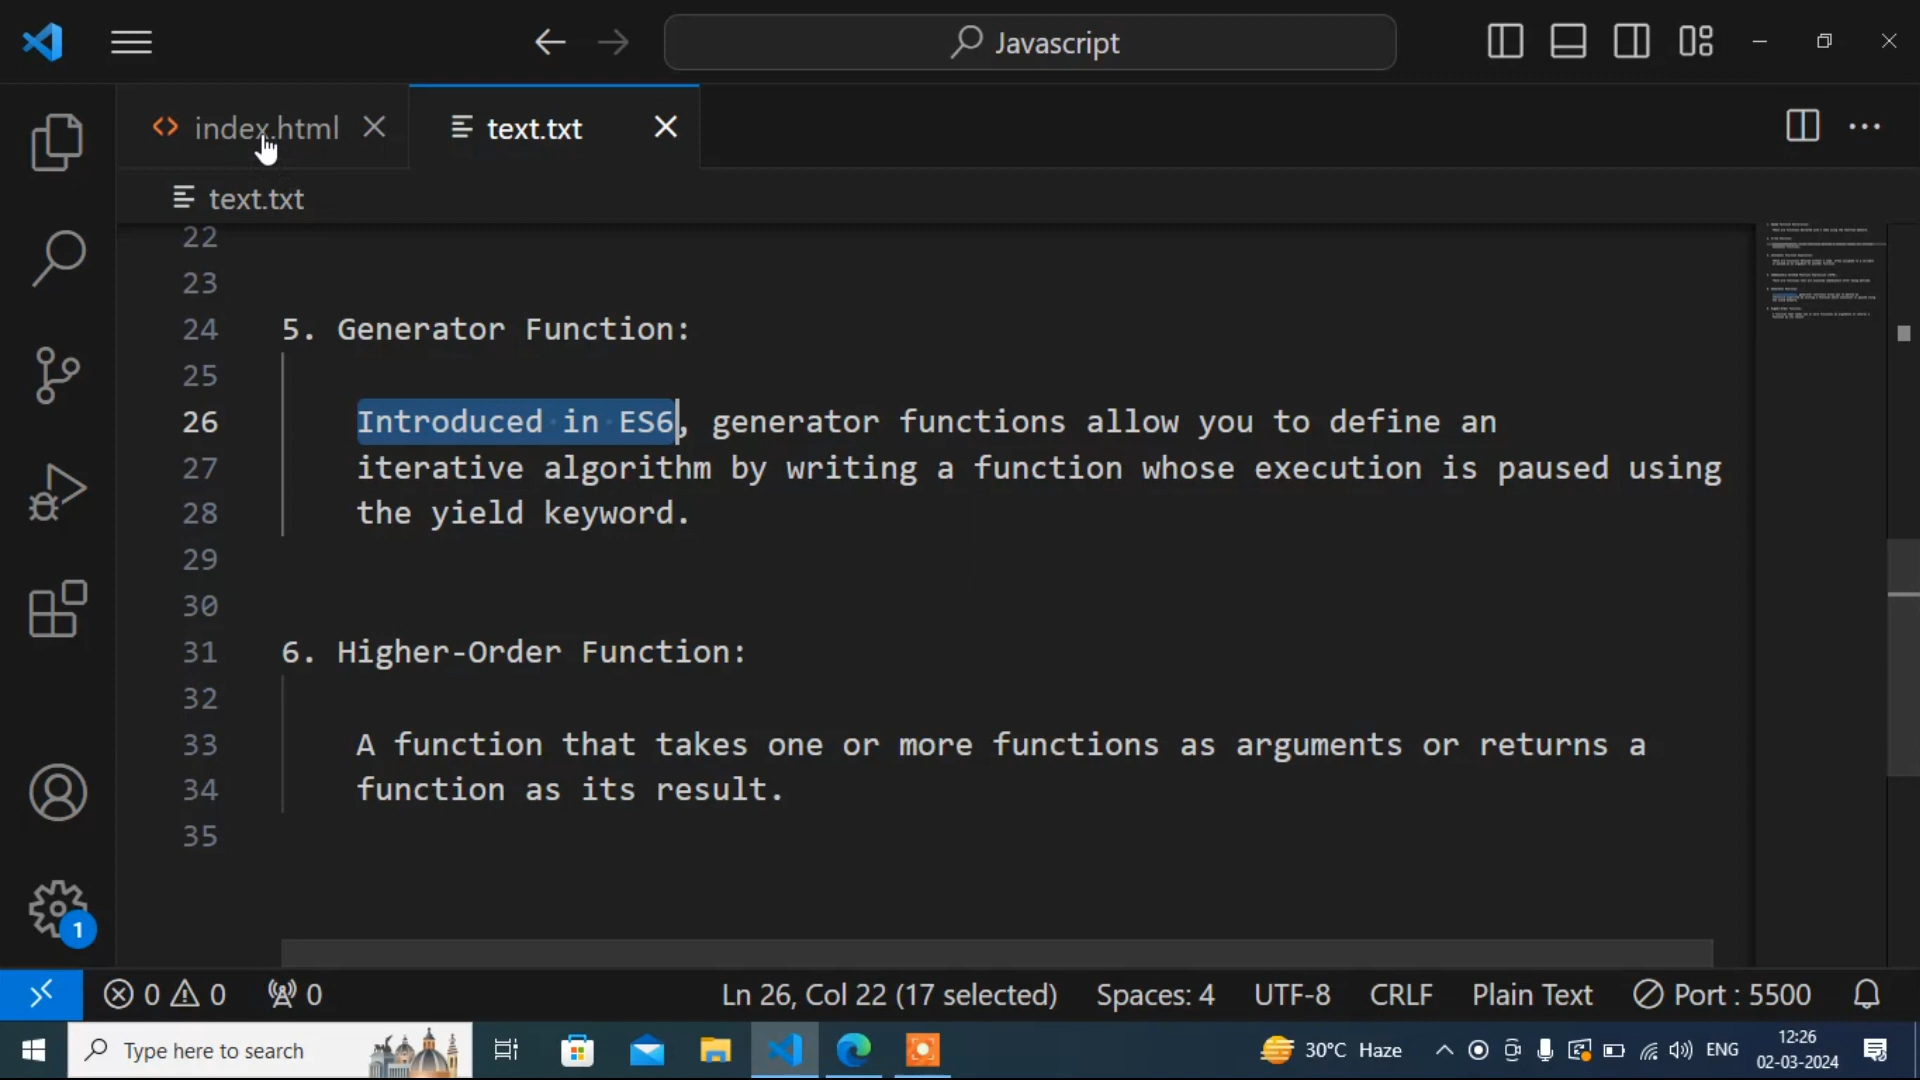 Javascript
index.html
text.txt
text.txt
22
23
24 5. Generator Function:
25
26 Introduced in ES6, generator functions allow you to define an
27 iterative algorithm by writing a function whose execution is paused using
28 the yield keyword.
29
30
31 6. Higher-Order Function:
32
33 A function that takes one or more functions as arguments or returns a
34 function as its result.
35
1
0 0 0 Ln 26, Col 22 (17 selected) Spaces: 4 UTF-8 CRLF Plain Text Port : 5500
Type here to search 30°C Haze ENG 12:26
02-03-2024